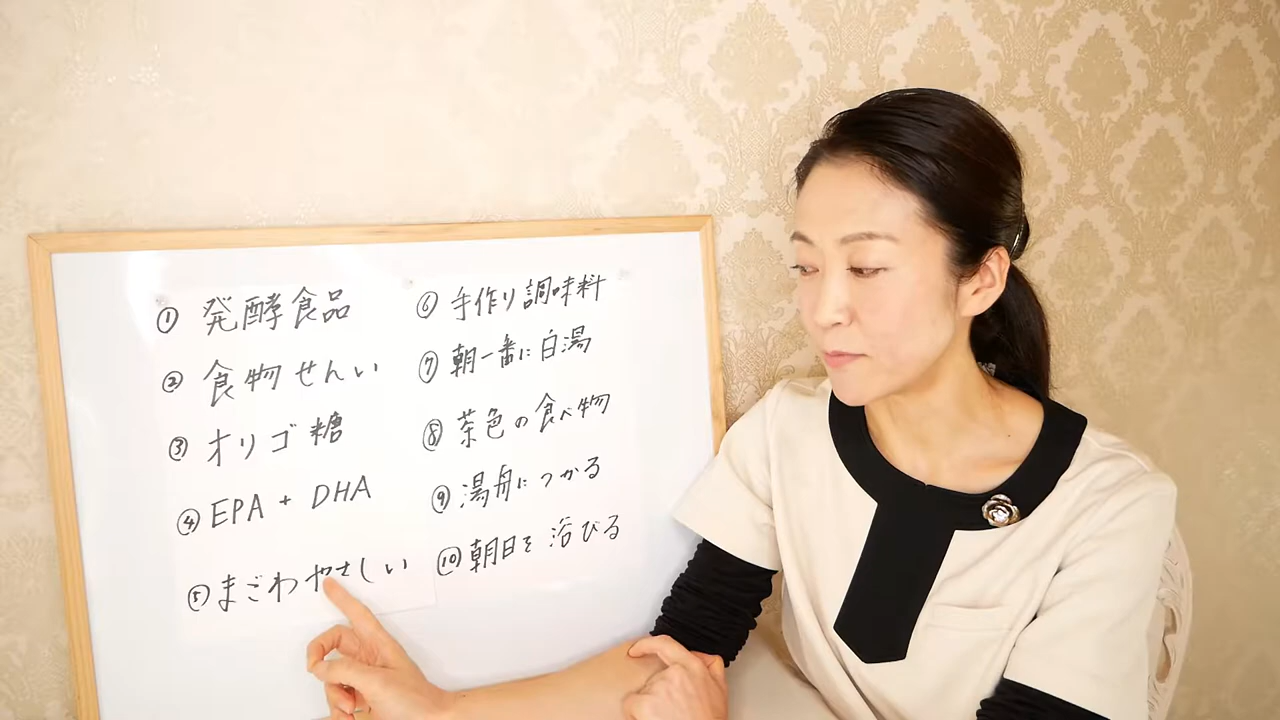 ① 発酵食品
② 食物せんい
③ オリゴ糖
④ EPA + DHA
⑤ まごわやさしい
⑥ 手作り調味料
⑦ 朝一番に白湯
⑧ 茶色の食べ物
⑨ 湯舟につかる
⑩ 朝日を浴びる